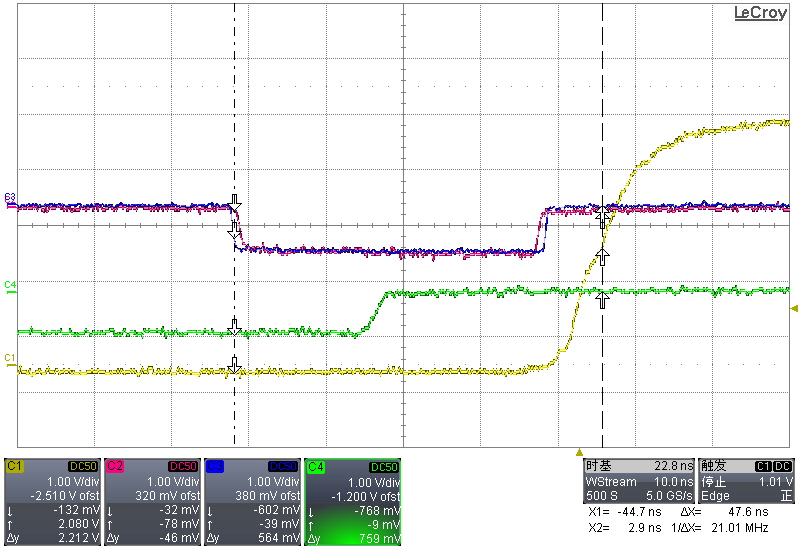 LeCroy
C4
C1
C1 DC50
1.00 V/div
-2.510 V ofst
↓ -132 mV
↑ 2.080 V
Δy 2.212 V
C2 DC50
1.00 V/div
320 mV ofst
↓ -32 mV
↑ -78 mV
Δy -46 mV
1.00 V/div
380 mV ofst
↓ -602 mV
↑ -39 mV
Δy 564 mV
C4 DC50
1.00 V/div
-1.200 V ofst
↓ -768 mV
↑ -9 mV
Δy 759 mV
时基 22.8 ns
WStream 10.0 ns/div
500 S 5.0 GS/s
触发 C1 DC
停止 1.01 V
Edge 正
X1= -44.7 ns ΔX= 47.6 ns
X2= 2.9 ns 1/ΔX= 21.01 MHz